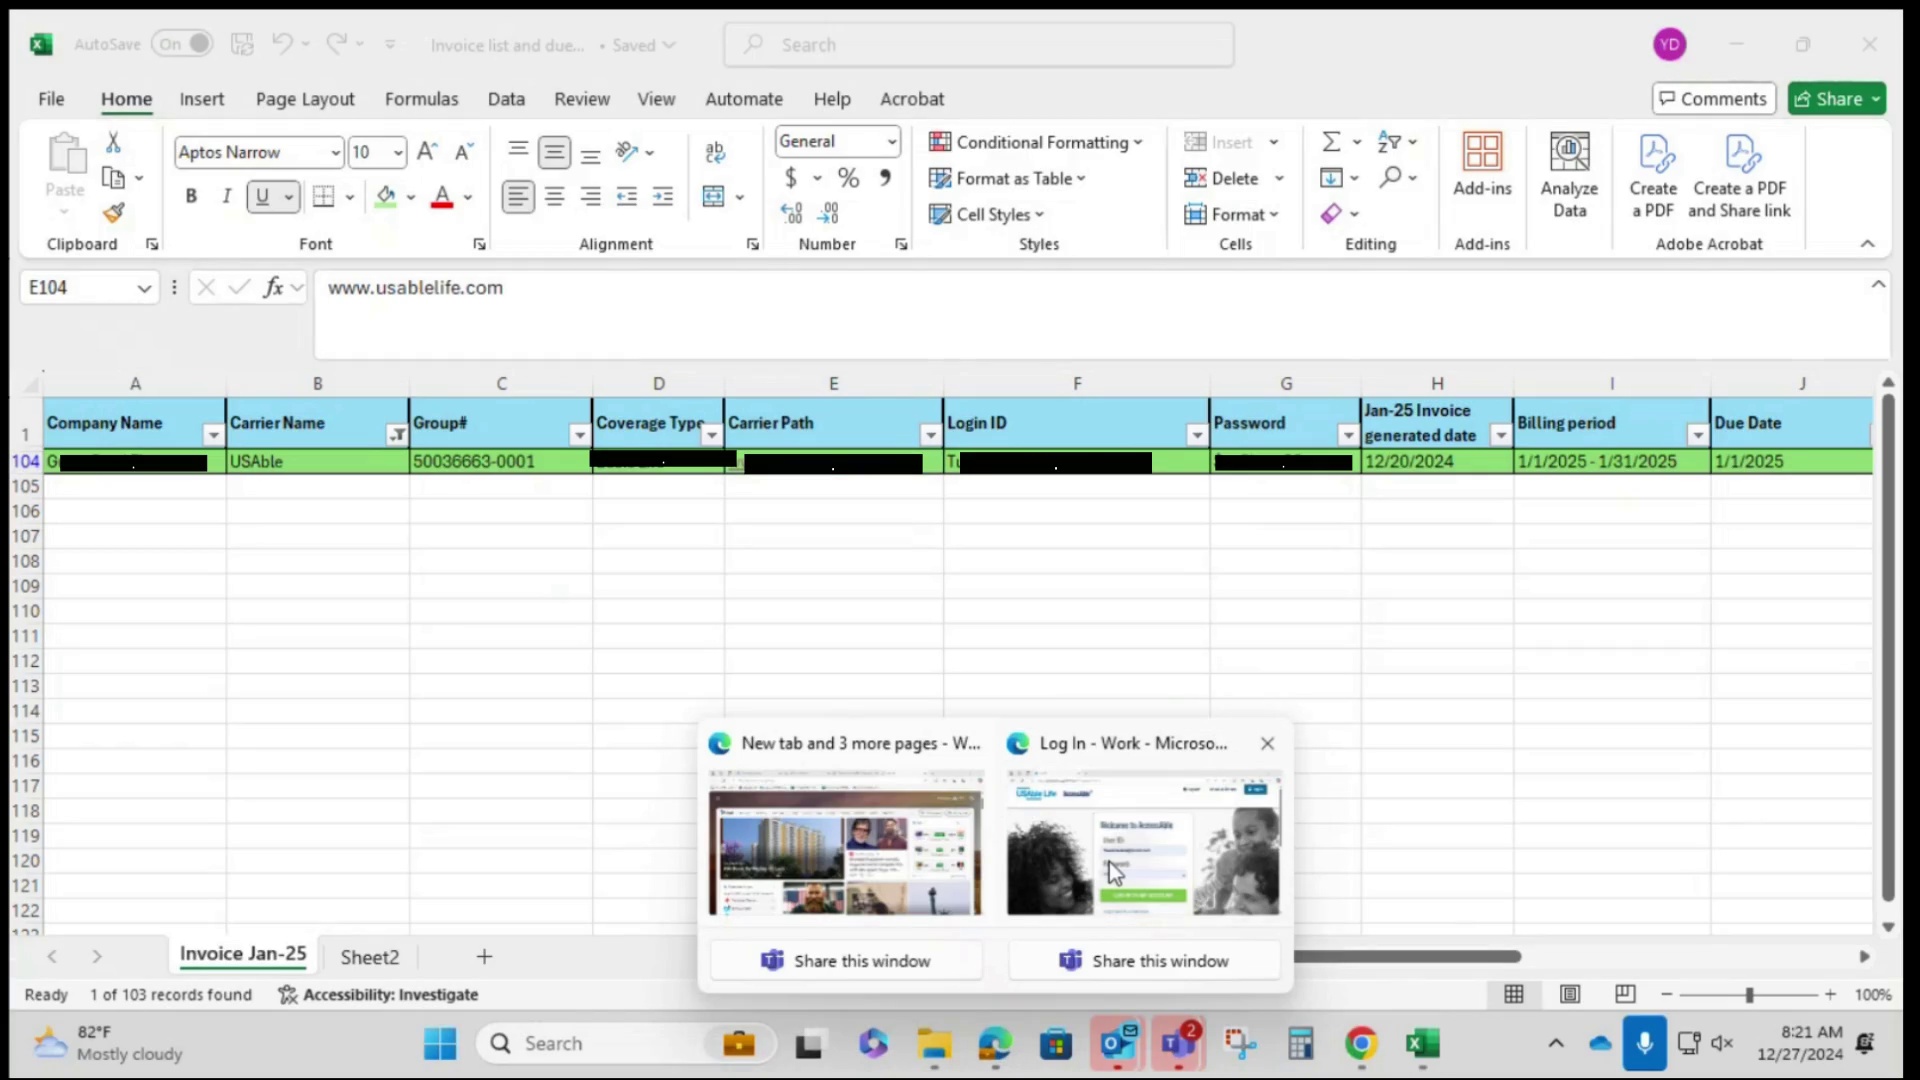 AutoSave On Invoice list and due... • Saved Search YD
File Home Insert Page Layout Formulas Data Review View Automate Help Acrobat Comments Share
Paste Aptos Narrow 10 General Conditional Formatting Insert
B I U $ % Format as Table Delete Add-ins Analyze Data Create a PDF Create a PDF and Share link
Cell Styles Format
Clipboard Font Alignment Number Styles Cells Editing Add-ins Adobe Acrobat
E104 fx www.usablelife.com
A B C D E F G H I J
1 Company Name Carrier Name Group# Coverage Type Carrier Path Login ID Password Jan-25 Invoice generated date Billing period Due Date
104 G USAble 50036663-0001 12/20/2024 1/1/2025 - 1/31/2025 1/1/2025
105
106
107
108
109
110
111
112
113
114
115
116
117
118
119
120
121
122
New tab and 3 more pages - W... Log In - Work - Microso...
USAble Life
Share this window Share this window
Invoice Jan-25 Sheet2
Ready 1 of 103 records found Accessibility: Investigate 100%
82°F
Mostly cloudy
Search
2
8:21 AM
12/27/2024